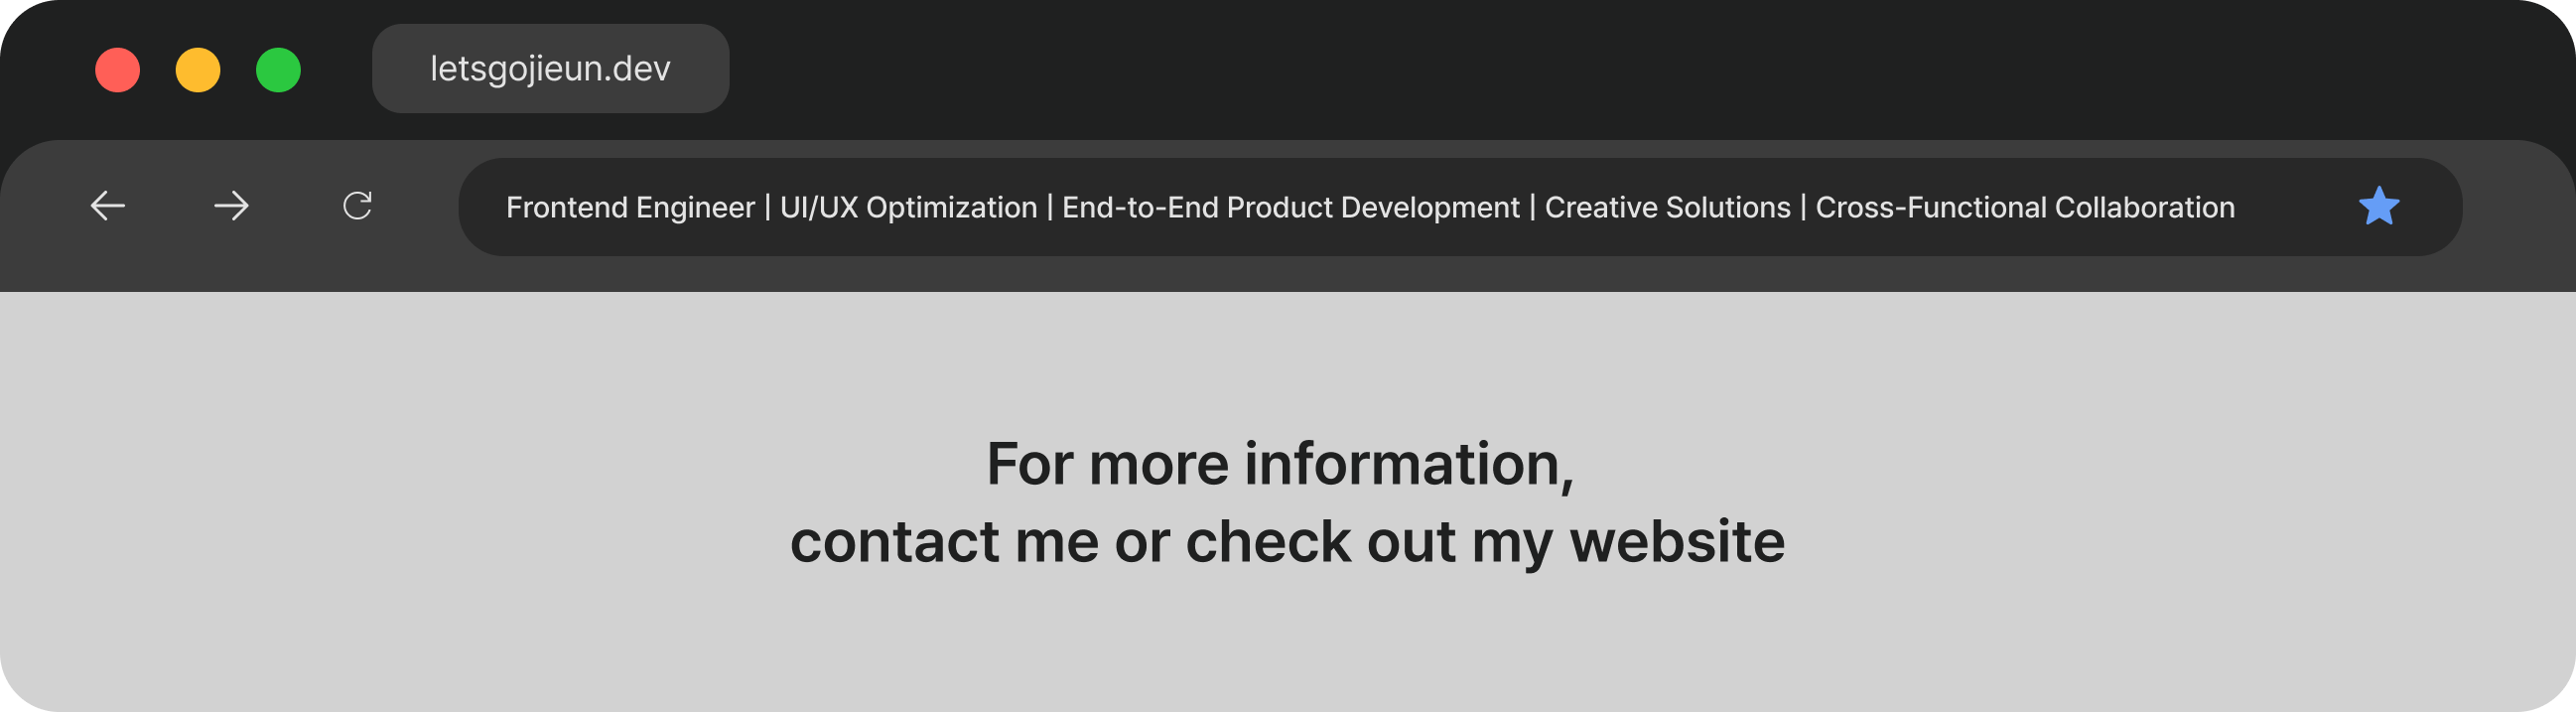 letsgojieun.dev
Frontend Engineer | UI/UX Optimization | End-to-End Product Development | Creative Solutions | Cross-Functional Collaboration
For more information,
contact me or check out my website